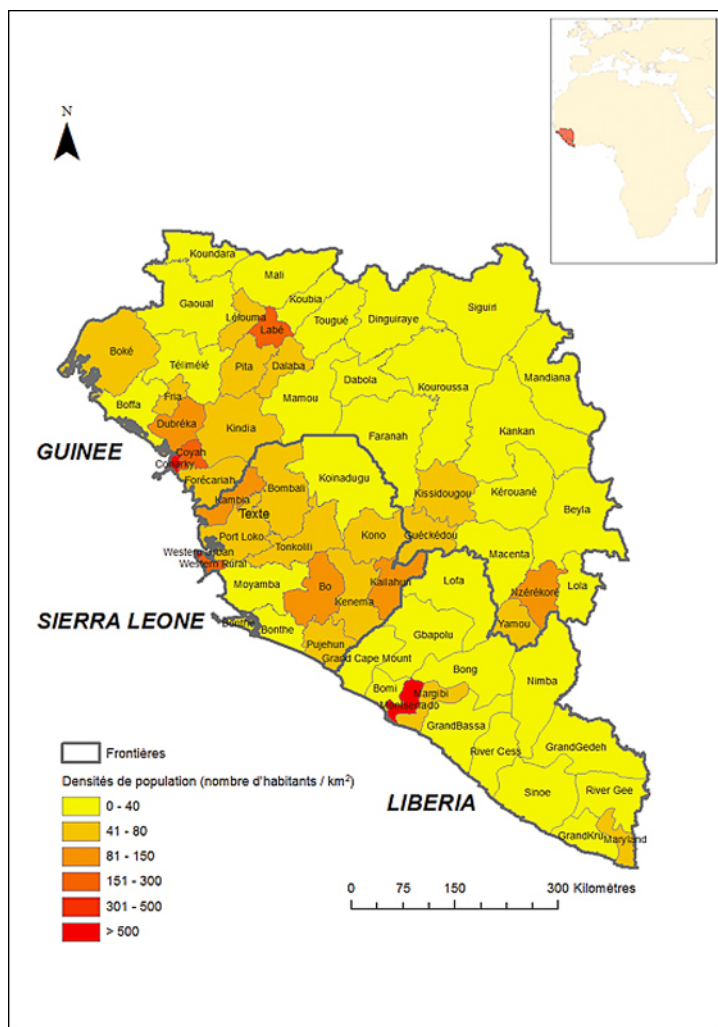 N
Koundara
Mali
Koubia
Gaoual
Siguiri
Lélouma
Tougué
Dinguiraye
Labé
Boké
Télimélé
Pita
Dalaba
Mandiana
Dabola
Kouroussa
Fria
Boffa
Mamou
Dubréka
Kindia
Kankan
Faranah
GUINEE
Coyah
Conakry
Forécariah
Bombali
Koinadugu
Kissidougou
Kérouané
Kambia
Beyla
Texte
Port Loko
Tonkolili
Kono
Guéckédou
Macenta
Western Urban
Western Rural
Moyamba
Bo
Kailahun
Lofa
Nzérékoré
Lola
Kenema
SIERRA LEONE
Bonthe
Bonthe
Yamou
Gbapolu
Pujehun
Grand Cape Mount
Bong
Nimba
Bomi
Margibi
Montserrado
GrandBassa
GrandGedeh
River Cess
Sinoe
River Gee
LIBERIA
GrandKru
Maryland
Frontières
Densités de population (nombre d'habitants / km²)
0 - 40
41 - 80
81 - 150
151 - 300
301 - 500
> 500
0 75 150 300 Kilomètres